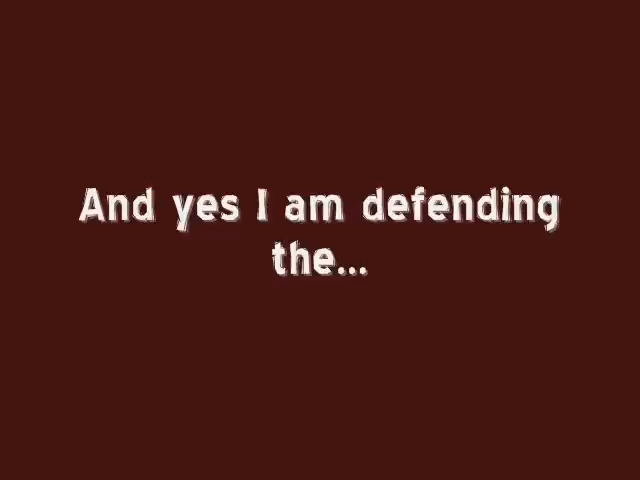 And yes I am defending
the...